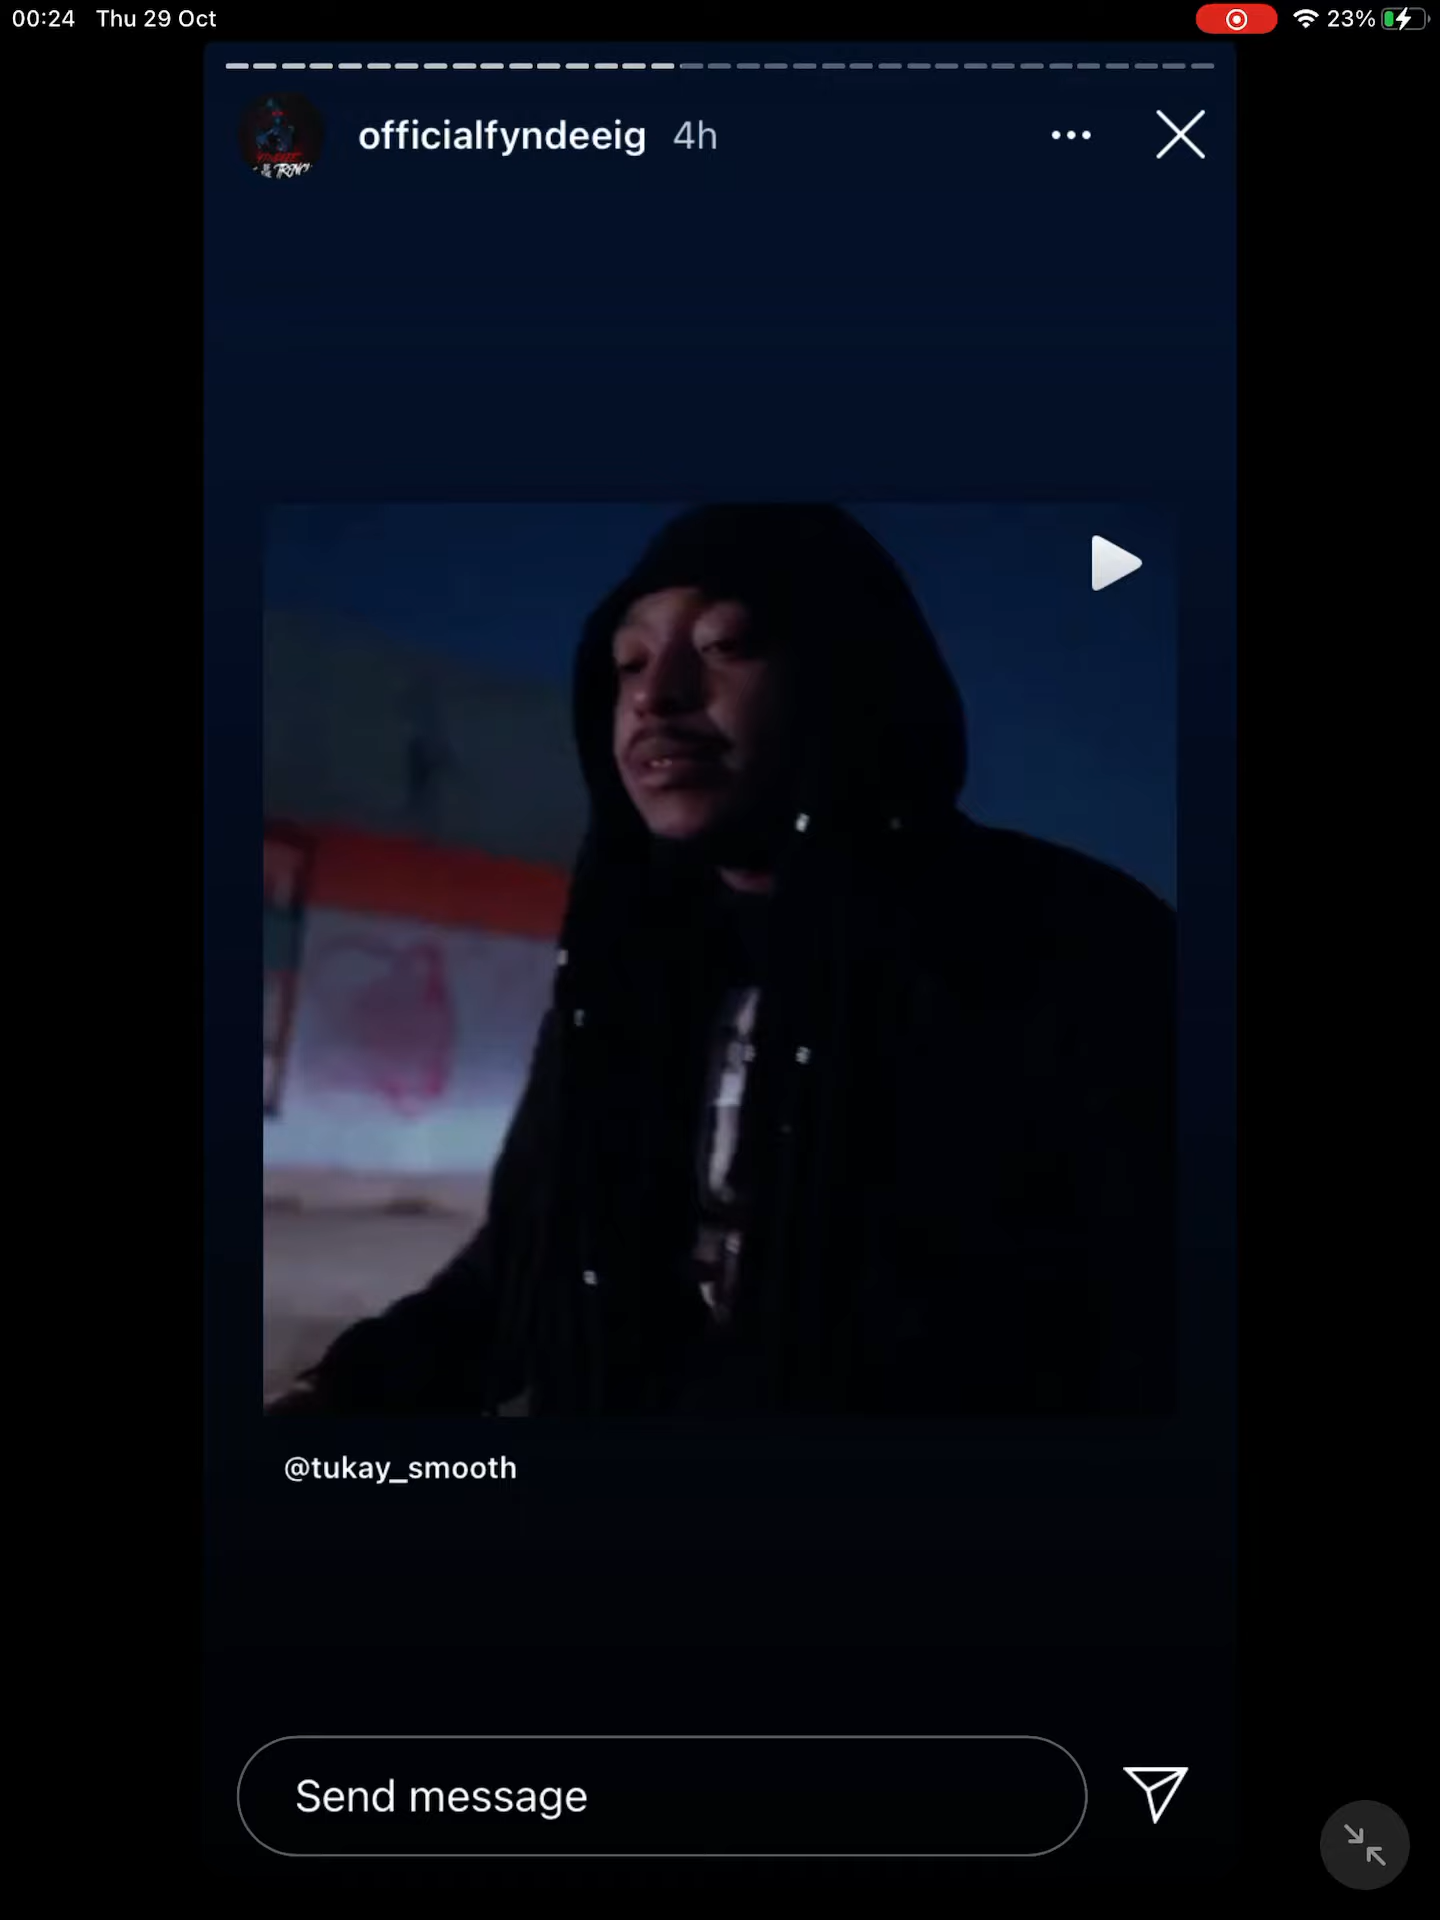 00:24 Thu 29 Oct 23%
officialfyndeeig 4h
@tukay_smooth
Send message